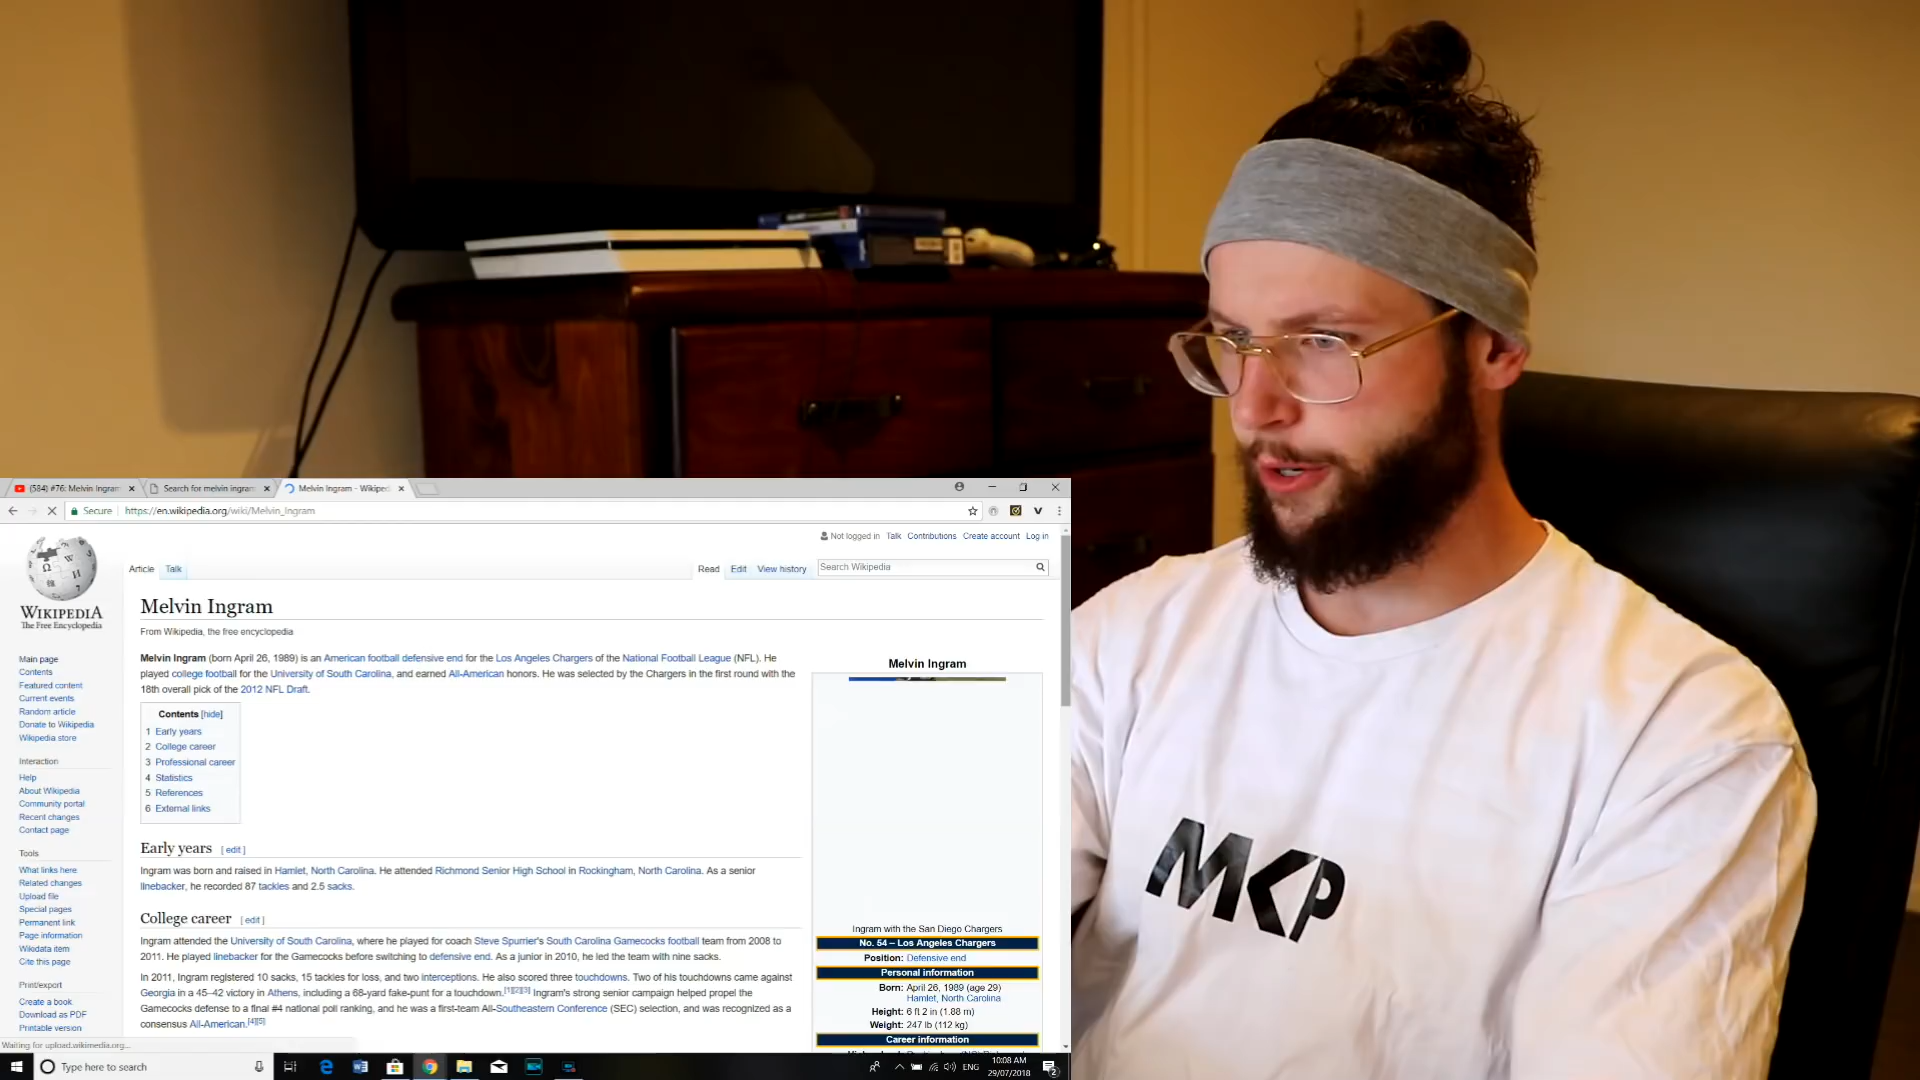 (584) #76: Melvin Ingram
Search for melvin ingram
Melvin Ingram - Wikiped
Secure https://en.wikipedia.org/wiki/Melvin_Ingram
Not logged in Talk Contributions Create account Log in
Article Talk Read Edit View history Search Wikipedia
WIKIPEDIA
The Free Encyclopedia
Main page
Contents
Featured content
Current events
Random article
Donate to Wikipedia
Wikipedia store
Interaction
Help
About Wikipedia
Community portal
Recent changes
Contact page
Tools
What links here
Related changes
Upload file
Special pages
Permanent link
Page information
Wikidata item
Cite this page
Print/export
Create a book
Download as PDF
Printable version
Melvin Ingram
From Wikipedia, the free encyclopedia
Melvin Ingram (born April 26, 1989) is an American football defensive end for the Los Angeles Chargers of the National Football League (NFL). He
played college football for the University of South Carolina, and earned All-American honors. He was selected by the Chargers in the first round with the
18th overall pick of the 2012 NFL Draft.
Contents [hide]
1 Early years
2 College career
3 Professional career
4 Statistics
5 References
6 External links
Early years [ edit ]
Ingram was born and raised in Hamlet, North Carolina. He attended Richmond Senior High School in Rockingham, North Carolina. As a senior
linebacker, he recorded 87 tackles and 2.5 sacks.
College career [ edit ]
Ingram attended the University of South Carolina, where he played for coach Steve Spurrier's South Carolina Gamecocks football team from 2008 to
2011. He played linebacker for the Gamecocks before switching to defensive end. As a junior in 2010, he led the team with nine sacks.
In 2011, Ingram registered 10 sacks, 15 tackles for loss, and two interceptions. He also scored three touchdowns. Two of his touchdowns came against
Georgia in a 45–42 victory in Athens, including a 68-yard fake-punt for a touchdown.[1][2][3] Ingram's strong senior campaign helped propel the
Gamecocks defense to a final #4 national poll ranking, and he was a first-team All-Southeastern Conference (SEC) selection, and was recognized as a
consensus All-American.[4][5]
Melvin Ingram
Ingram with the San Diego Chargers
No. 54 – Los Angeles Chargers
Position: Defensive end
Personal information
Born: April 26, 1989 (age 29)
Hamlet, North Carolina
Height: 6 ft 2 in (1.88 m)
Weight: 247 lb (112 kg)
Career information
Waiting for upload.wikimedia.org...
Type here to search
ENG
10:08 AM
29/07/2018
2
MKP